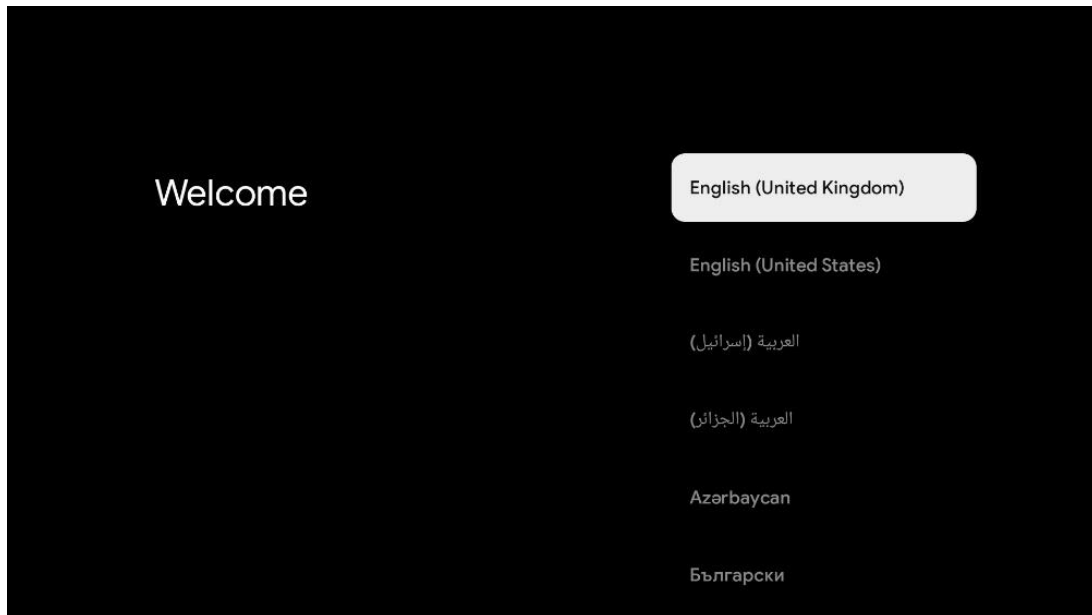 Welcome
English (United Kingdom)
English (United States)
العربية (إسرائيل)
العربية (الجزائر)
Azərbaycan
Български